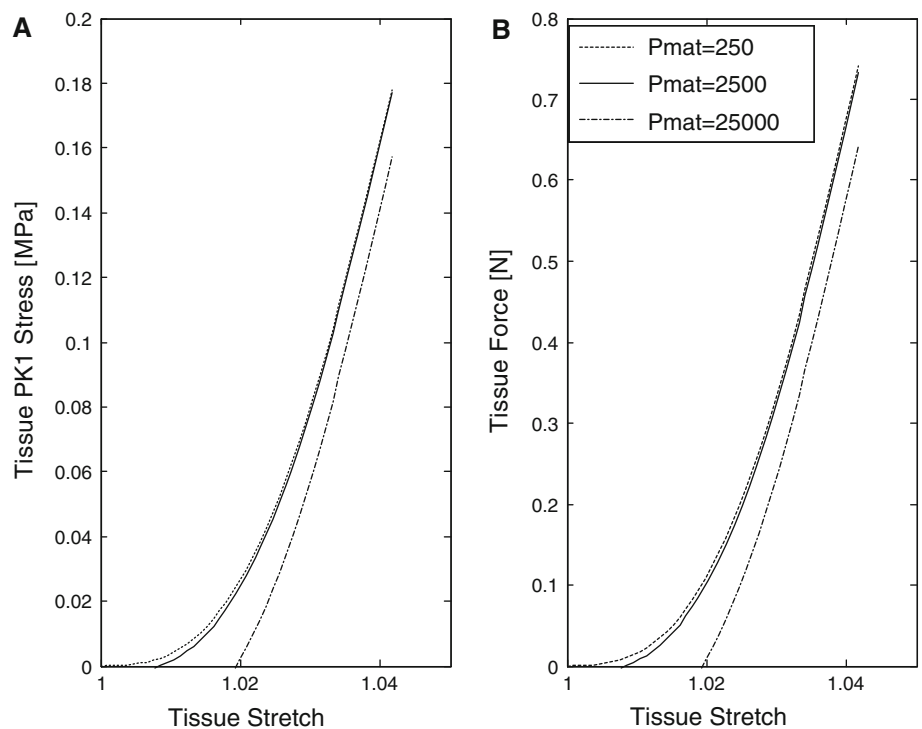 A
0.2
0.18
0.16
0.14
0.12
0.1
0.08
0.06
0.04
0.02
0
1
1.02
1.04
Tissue PK1 Stress [MPa]
Tissue Stretch
B
0.8
0.7
0.6
0.5
0.4
0.3
0.2
0.1
0
1
1.02
1.04
Tissue Force [N]
Tissue Stretch
Pmat=250
Pmat=2500
Pmat=25000